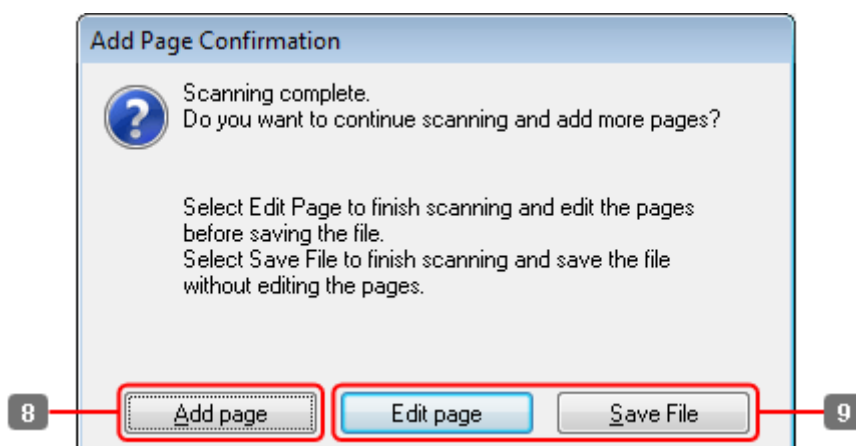 Add Page Confirmation
Scanning complete.
Do you want to continue scanning and add more pages?
Select Edit Page to finish scanning and edit the pages
before saving the file.
Select Save File to finish scanning and save the file
without editing the pages.
8 Add page Edit page Save File 9